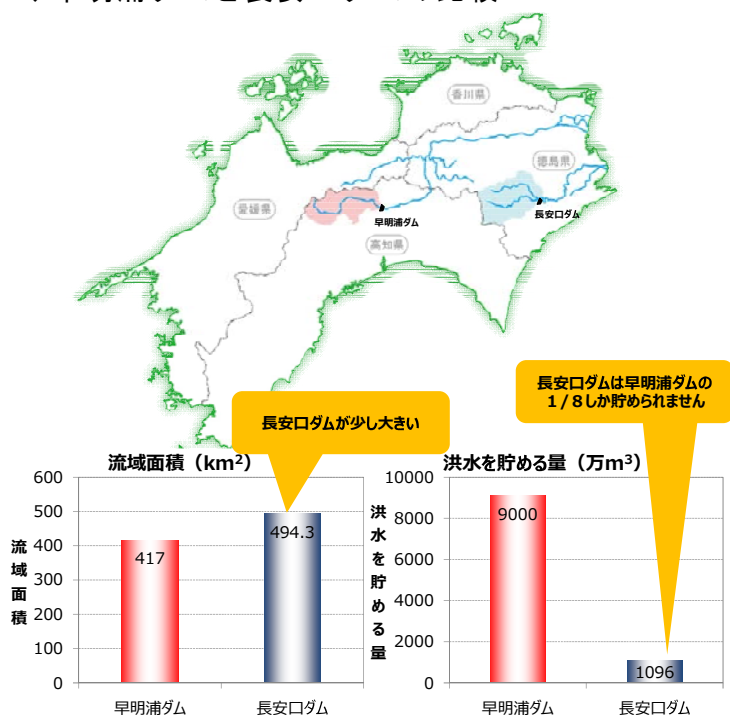 香川県
徳島県
愛媛県
早明浦ダム
長安口ダム
高知県
長安口ダムは早明浦ダムの
1/8しか貯められません
長安口ダムが少し大きい
流域面積（km²）
600
500
400
300
200
100
0
流域面積
417
494.3
早明浦ダム
長安口ダム
洪水を貯める量（万m³）
10000
8000
6000
4000
2000
0
洪水を貯める量
9000
1096
早明浦ダム
長安口ダム